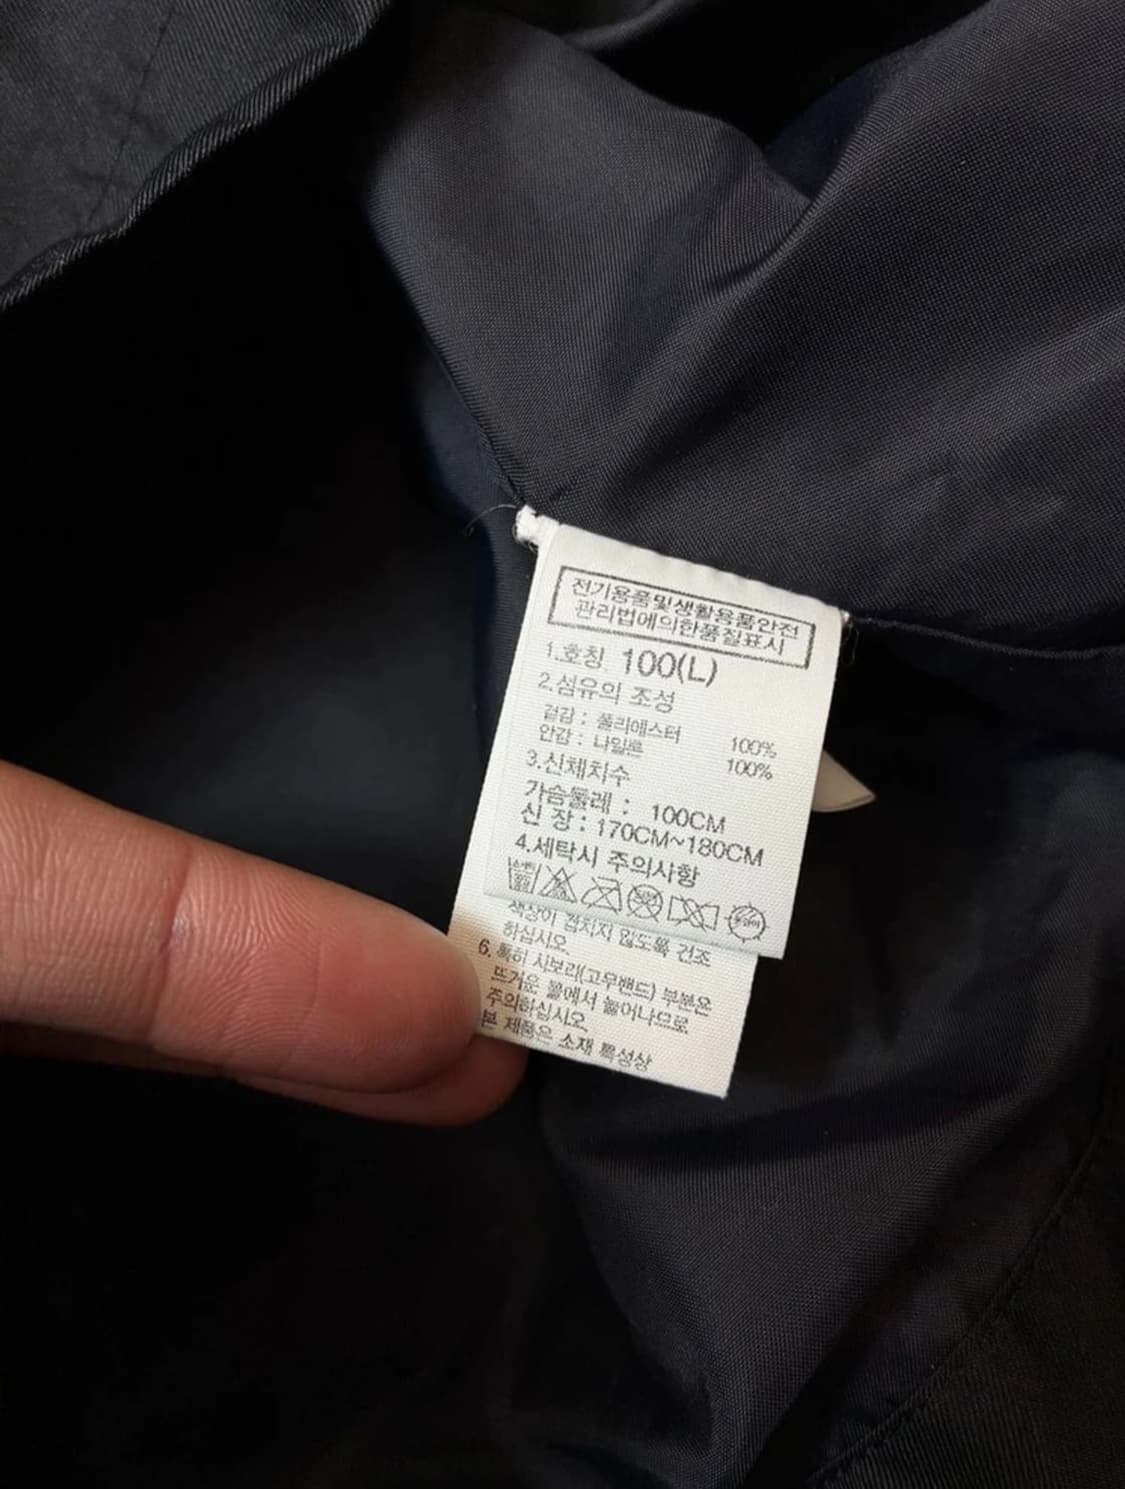 전기용품및생활용품안전
관리법에의한품질표시
1.호칭 100(L)
2.섬유의 조성
겉감 : 폴리에스터 100%
안감 : 나일론 100%
3.신체치수
가슴둘레 : 100CM
신 장 : 170CM~180CM
4.세탁시 주의사항
색상이 겹치지 않도록 건조
하십시오.
6. 특히 시보리(고무밴드) 부분은
뜨거운 물에서 늘어나므로
주의하십시오.
본 제품은 소재 특성상